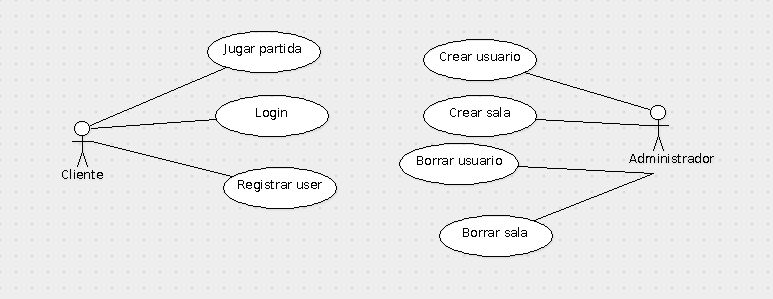 Jugar partida
Login
Cliente
Registrar user
Crear usuario
Crear sala
Borrar usuario
Administrador
Borrar sala